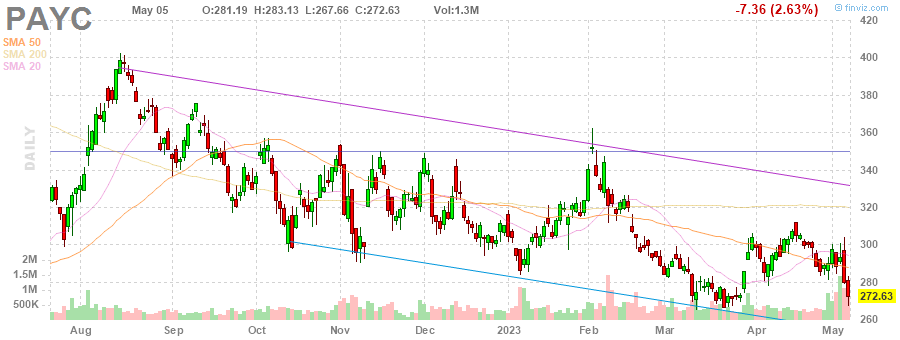 PAYC May 05 O:281.19 H:283.13 L:267.66 C:272.63 Vol:1.3M -7.36 (2.63%) © finviz.com
SMA 50
SMA 200
SMA 20
DAILY
420
400
380
360
340
320
300
280
272.63
260
2M
1.5M
1M
500K
Aug Sep Oct Nov Dec 2023 Feb Mar Apr May